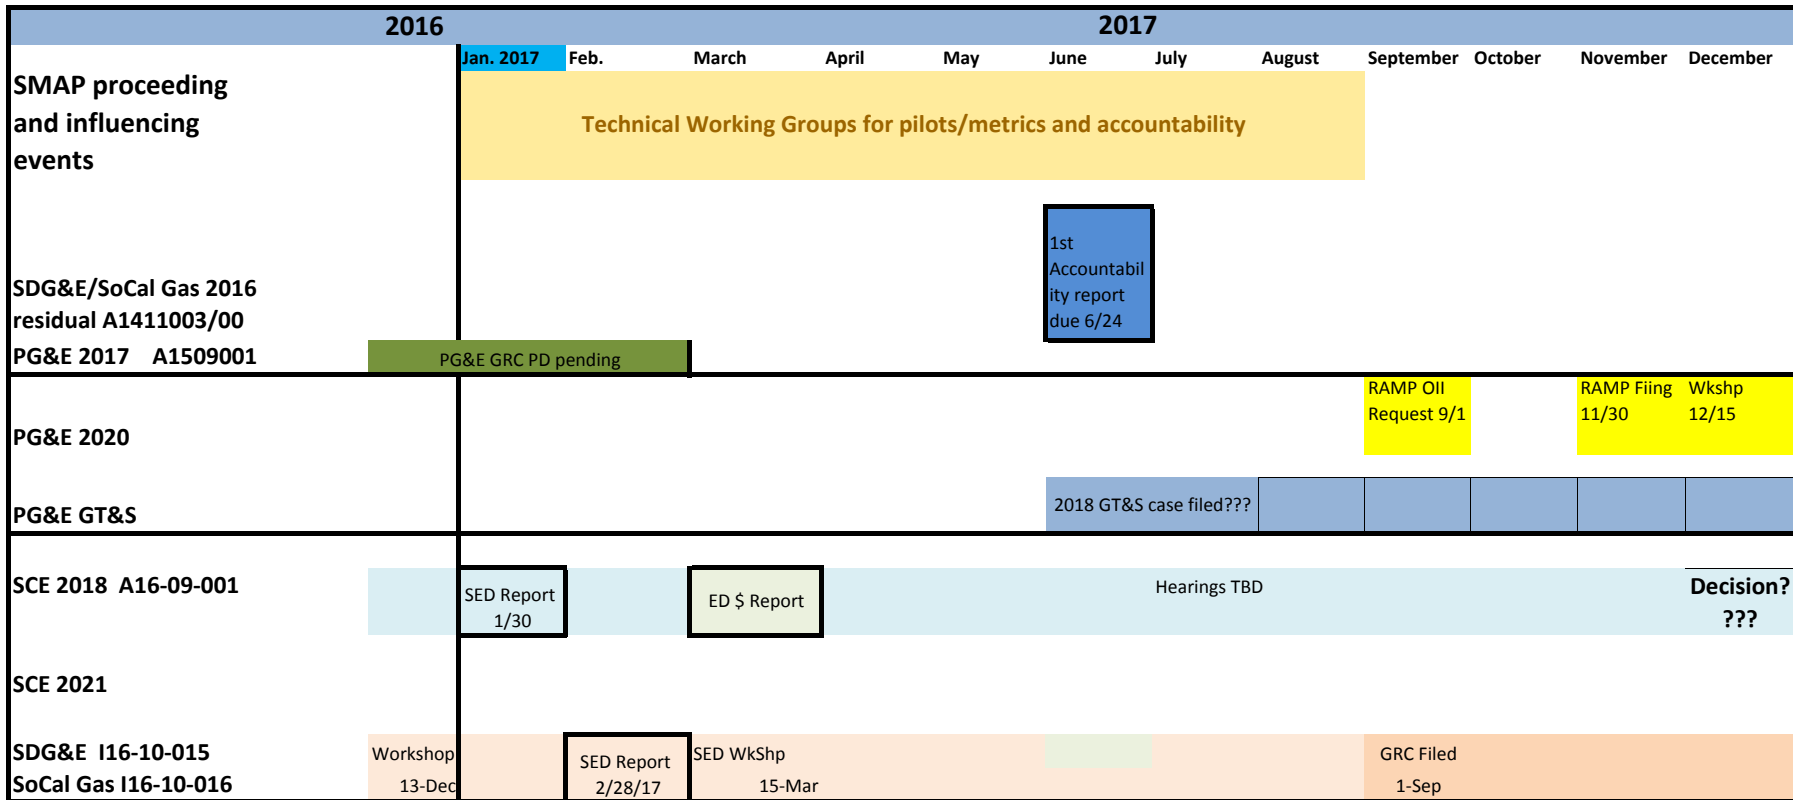 2016 2017
Jan. 2017 Feb. March April May June July August September October November December
SMAP proceeding
and influencing
events
Technical Working Groups for pilots/metrics and accountability
1st
Accountabil
ity report
due 6/24
SDG&E/SoCal Gas 2016
residual A1411003/00
PG&E 2017 A1509001
PG&E GRC PD pending
RAMP OII
Request 9/1
RAMP Fiing
11/30
Wkshp
12/15
PG&E 2020
2018 GT&S case filed???
PG&E GT&S
SCE 2018 A16-09-001
SED Report
1/30
ED $ Report
Hearings TBD
Decision?
???
SCE 2021
SDG&E I16-10-015
SoCal Gas I16-10-016
Workshop
13-Dec
SED Report
2/28/17
SED WkShp
15-Mar
GRC Filed
1-Sep